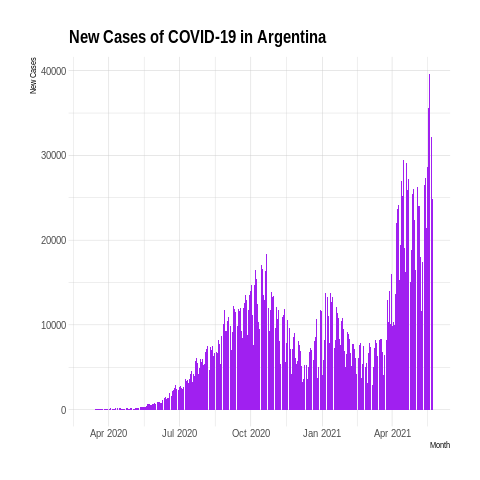 New Cases of COVID-19 in Argentina
New Cases
40000
30000
20000
10000
0
Apr 2020 Jul 2020 Oct 2020 Jan 2021 Apr 2021
Month